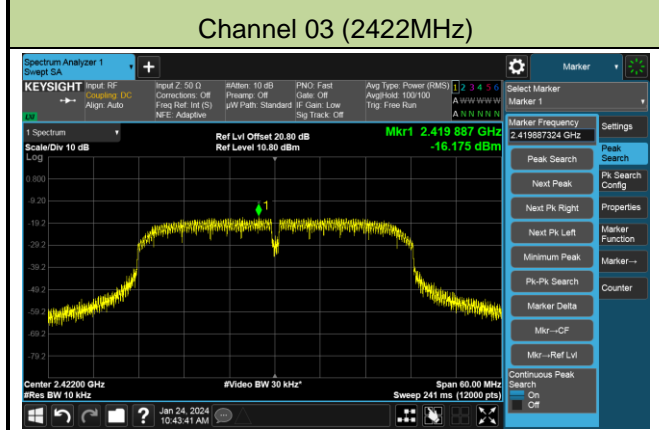 Channel 03 (2422MHz)
Spectrum Analyzer 1
Swept SA
+
Marker
KEYSIGHT
Input: RF
Coupling: DC
Align: Auto
Input Z: 50 Ω
Corrections: Off
Freq Ref: Int (S)
NFE: Adaptive
#Atten: 10 dB
Preamp: Off
µW Path: Standard
PNO: Fast
Gate: Off
IF Gain: Low
Sig Track: Off
Avg Type: Power (RMS)
Avg|Hold: 100/100
Trig: Free Run
1 2 3 4 5 6
A W W W W W
A N N N N N
Select Marker
Marker 1
1 Spectrum
Scale/Div 10 dB
Log
Ref Lvl Offset 20.80 dB
Ref Level 10.80 dBm
Mkr1 2.419 887 GHz
-16.175 dBm
0.800
-9.20
-19.2
-29.2
-39.2
-49.2
-59.2
-69.2
-79.2
1
Center 2.42200 GHz
#Res BW 10 kHz
#Video BW 30 kHz*
Span 60.00 MHz
Sweep 241 ms (12000 pts)
Marker Frequency
2.419887324 GHz
Peak Search
Next Peak
Next Pk Right
Next Pk Left
Minimum Peak
Pk-Pk Search
Marker Delta
Mkr→CF
Mkr→Ref Lvl
Continuous Peak
Search
On
Off
Settings
Peak
Search
Pk Search
Config
Properties
Marker
Function
Marker→
Counter
?
Jan 24, 2024
10:43:41 AM